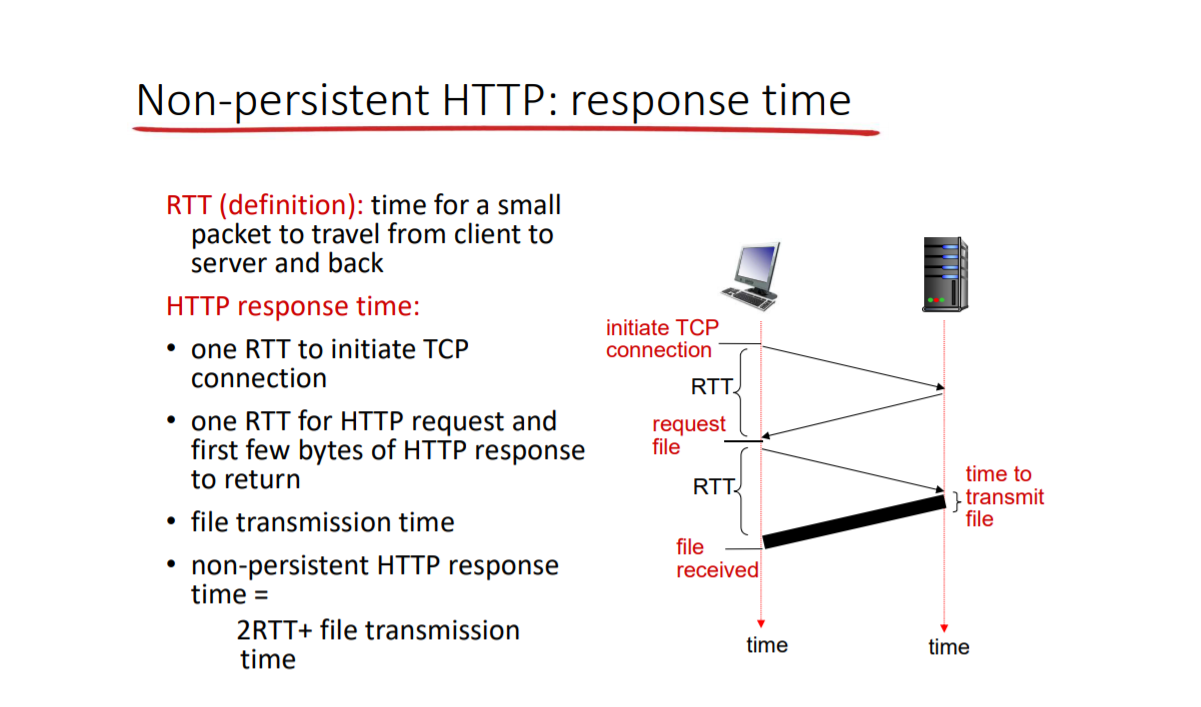 Non-persistent HTTP: response time
RTT (definition): time for a small
packet to travel from client to
server and back
HTTP response time:
• one RTT to initiate TCP
connection
• one RTT for HTTP request and
first few bytes of HTTP response
to return
• file transmission time
• non-persistent HTTP response
time =
2RTT+ file transmission
time
initiate TCP
connection
RTT
request
file
RTT
time to
transmit
file
file
received
time
time